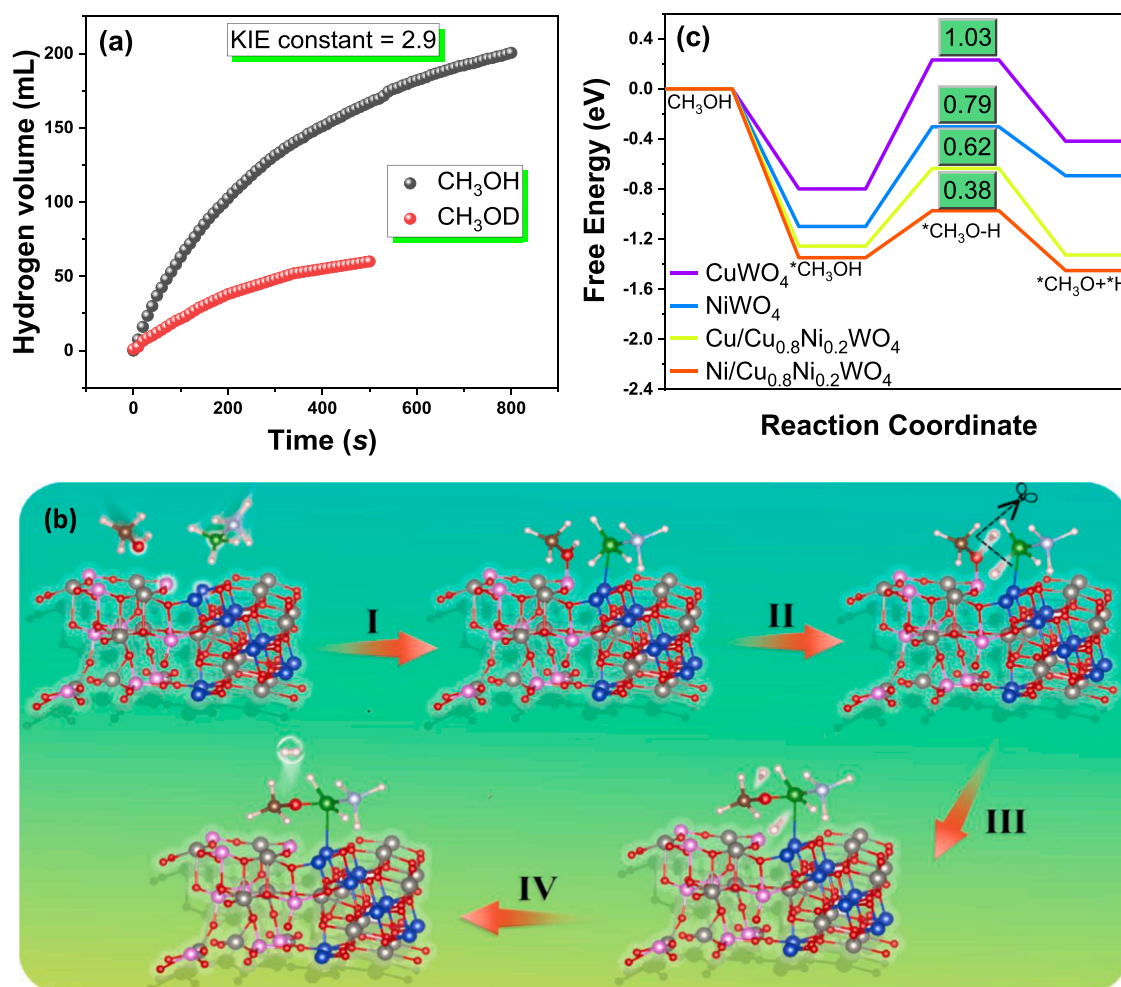 (a)
KIE constant = 2.9
Hydrogen volume (mL)
200
150
100
50
0
CH₃OH
CH₃OD
0
200
400
600
800
Time (s)
(c)
Free Energy (eV)
0.4
0.0
-0.4
-0.8
-1.2
-1.6
-2.0
-2.4
1.03
0.79
0.62
0.38
CH₃OH
*CH₃O-H
*CH₃OH
*CH₃O+*H
CuWO₄
NiWO₄
Cu/Cu₀.₈Ni₀.₂WO₄
Ni/Cu₀.₈Ni₀.₂WO₄
Reaction Coordinate
(b)
I
II
III
IV